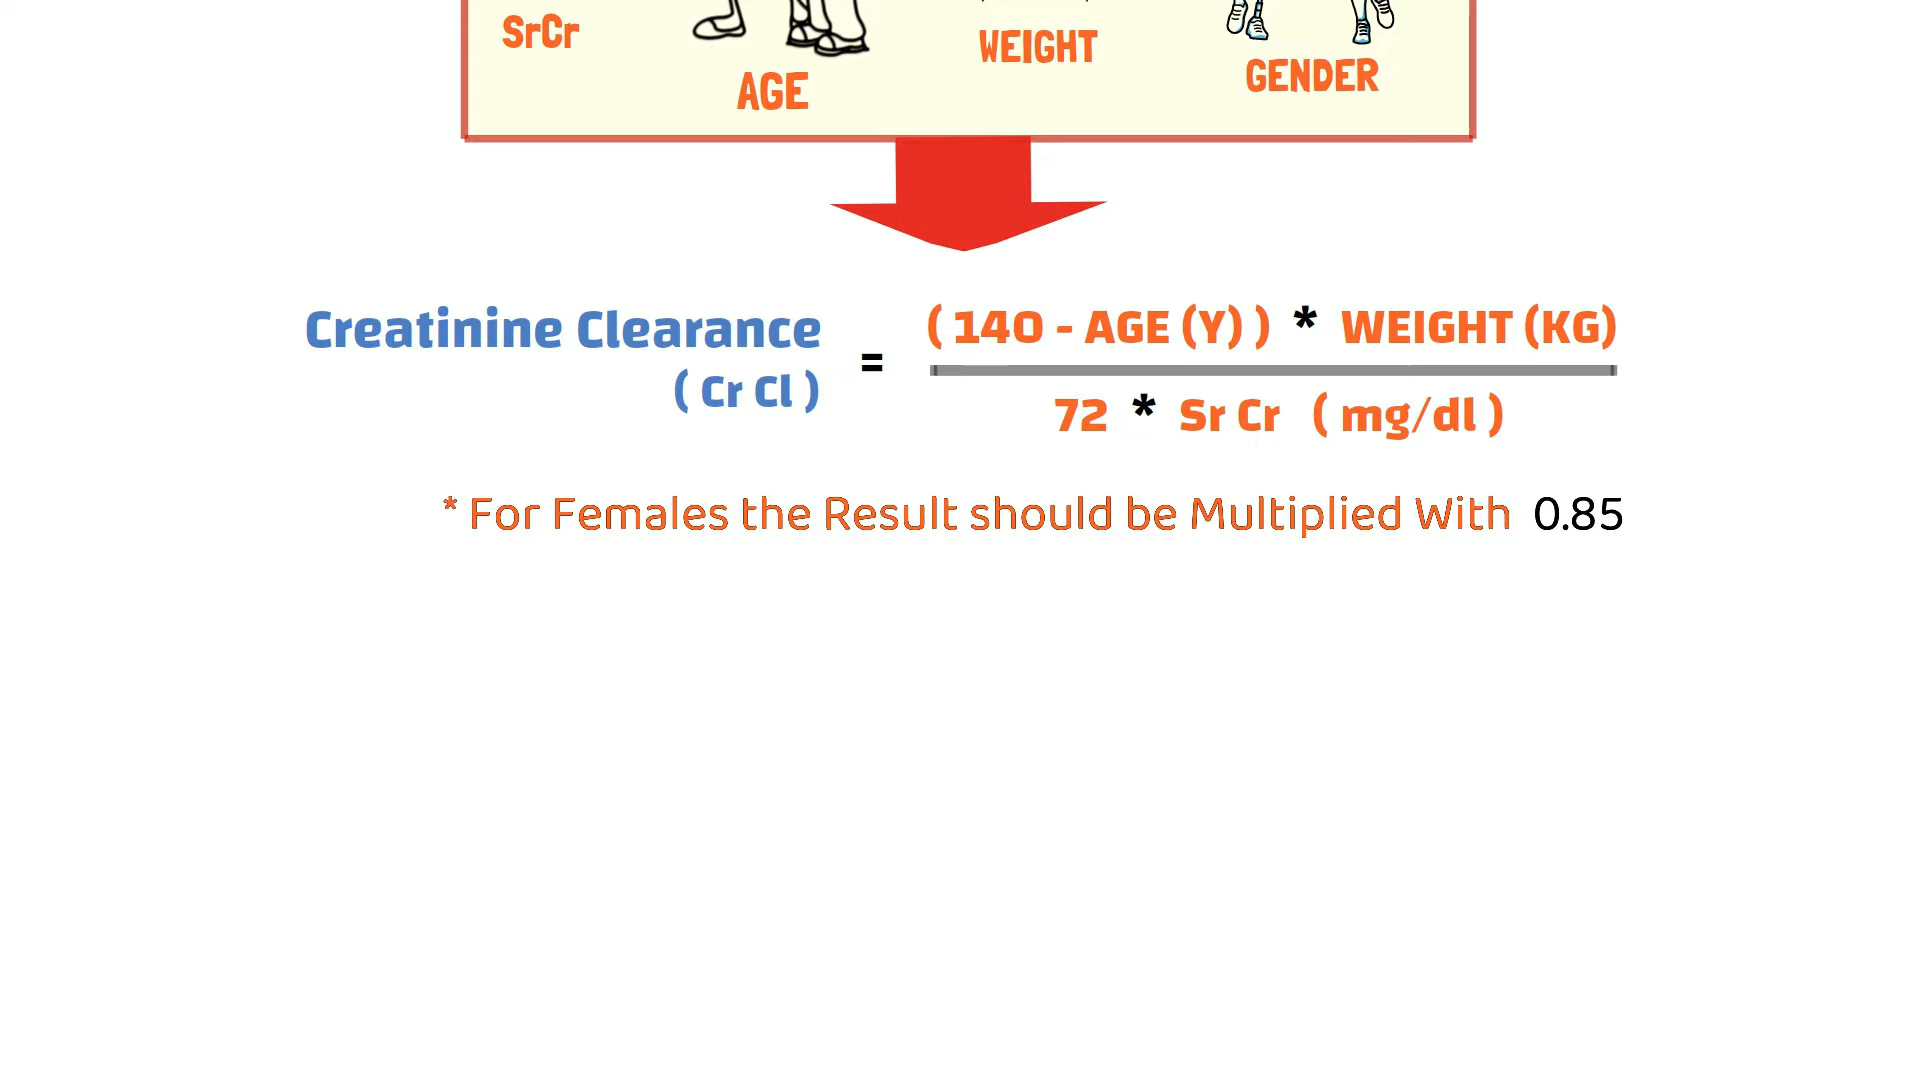 SrCr
AGE
WEIGHT
GENDER
Creatinine Clearance
( Cr Cl )
=
( 140 - AGE (Y) ) * WEIGHT (KG)
72 * Sr Cr ( mg/dl )
* For Females the Result should be Multiplied With 0.85